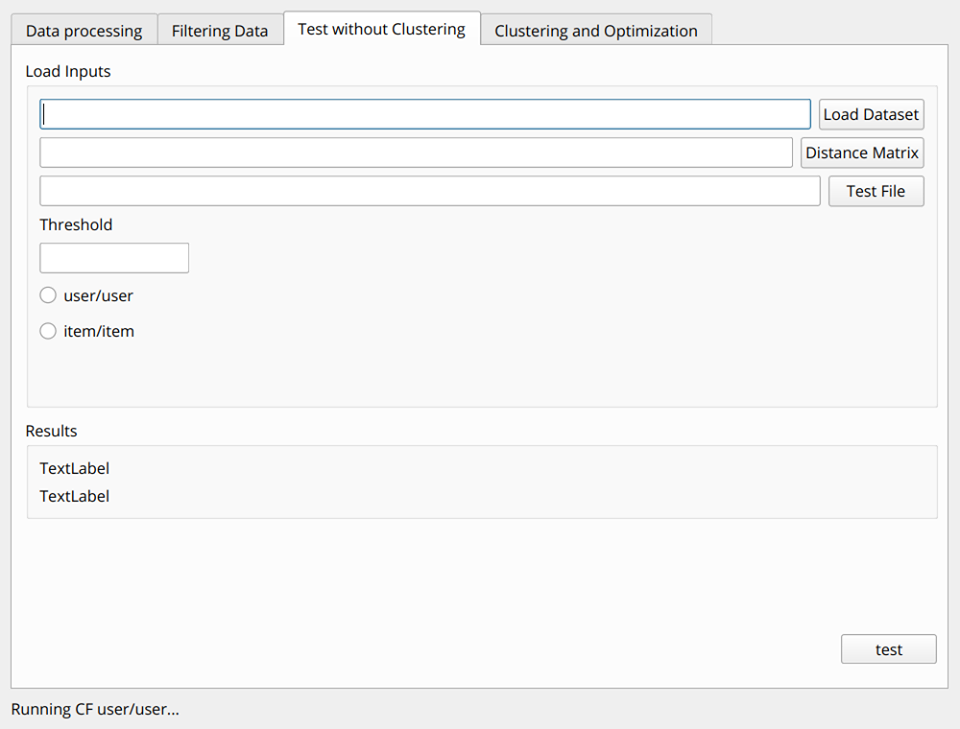 Data processing Filtering Data Test without Clustering Clustering and Optimization
Load Inputs
Load Dataset
Distance Matrix
Test File
Threshold
user/user
item/item
Results
TextLabel
TextLabel
test
Running CF user/user...